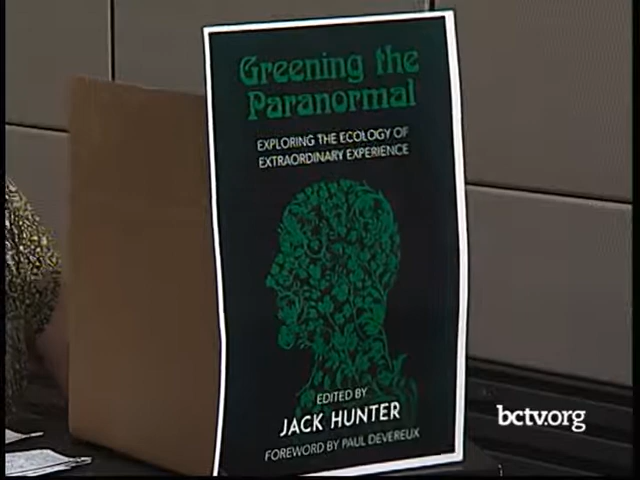 Greening the
Paranormal
EXPLORING THE ECOLOGY OF
EXTRAORDINARY EXPERIENCE
EDITED BY
JACK HUNTER
FOREWORD BY PAUL DEVEREUX
bctv.org